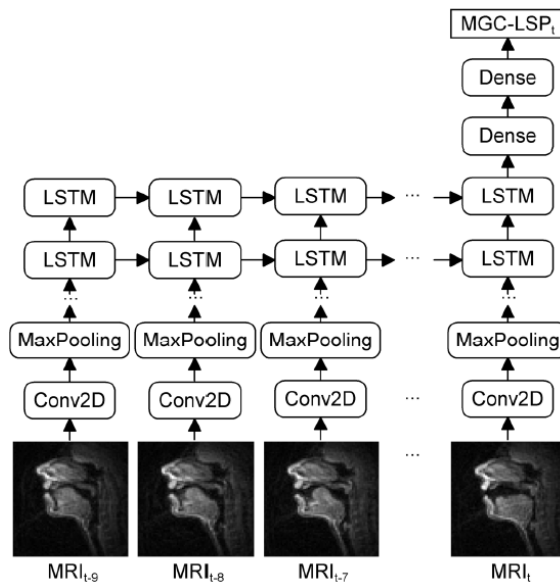 MGC-LSPₜ
Dense
Dense
LSTM LSTM LSTM ... LSTM
LSTM LSTM LSTM ... LSTM
... ... ... ...
MaxPooling MaxPooling MaxPooling MaxPooling
Conv2D Conv2D Conv2D ... Conv2D
...
MRIₜ₋₉ MRIₜ₋₈ MRIₜ₋₇ MRIₜ